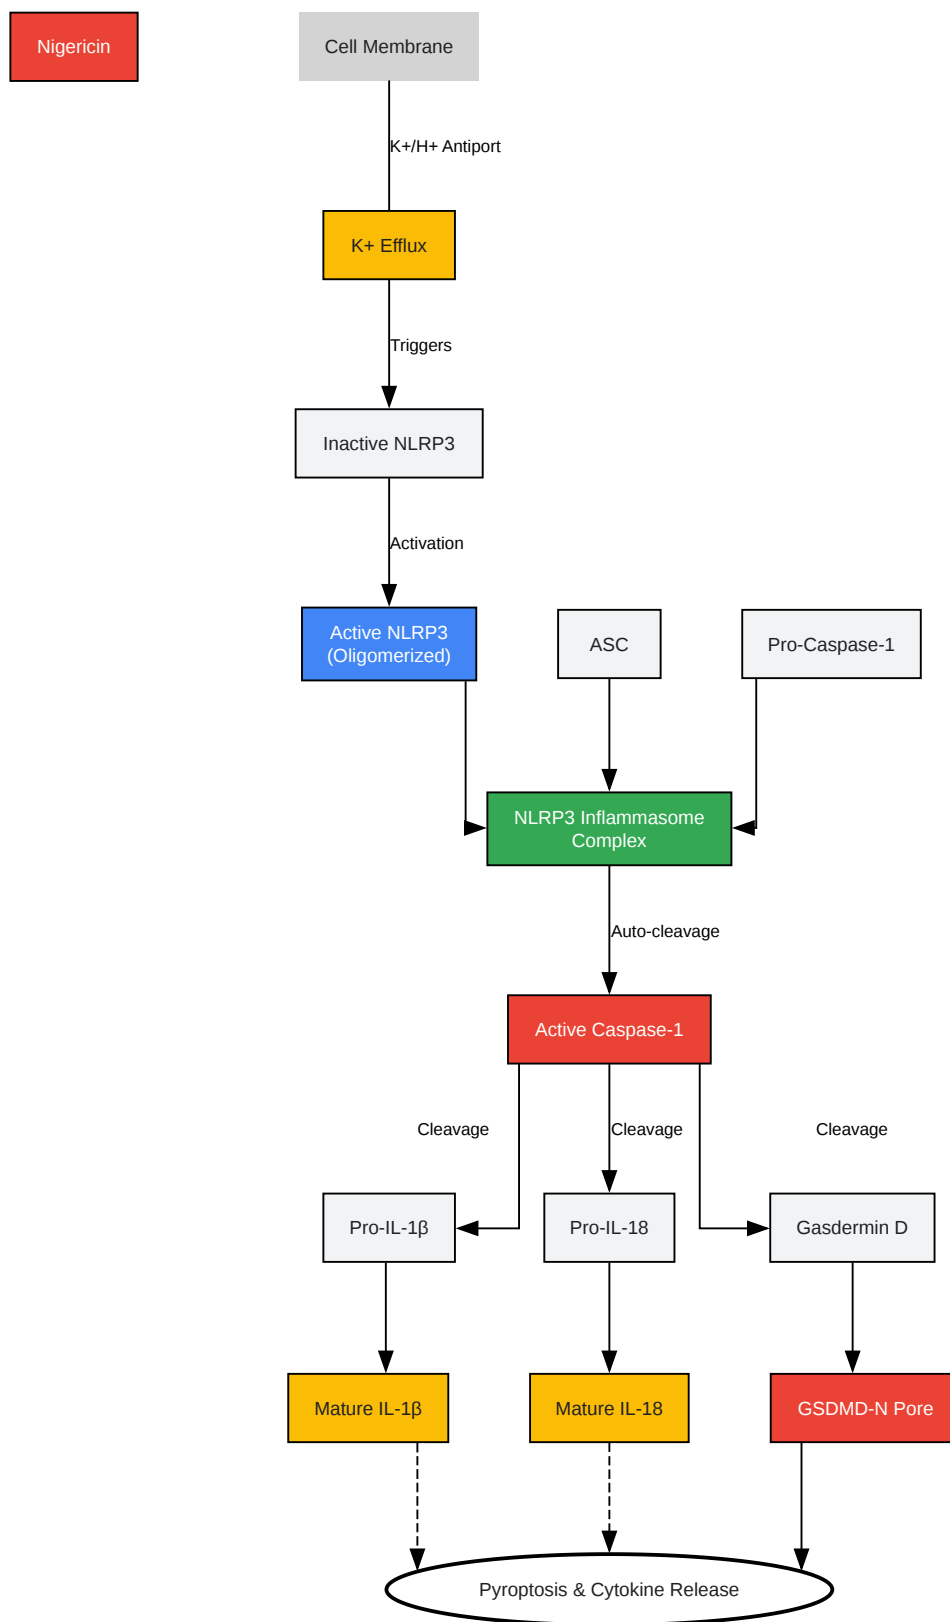 Nigericin
Cell Membrane
K+/H+ Antiport
K+ Efflux
Triggers
Inactive NLRP3
Activation
Active NLRP3
(Oligomerized)
ASC
Pro-Caspase-1
NLRP3 Inflammasome
Complex
Auto-cleavage
Active Caspase-1
Cleavage
Cleavage
Cleavage
Pro-IL-1β
Pro-IL-18
Gasdermin D
Mature IL-1β
Mature IL-18
GSDMD-N Pore
Pyroptosis & Cytokine Release